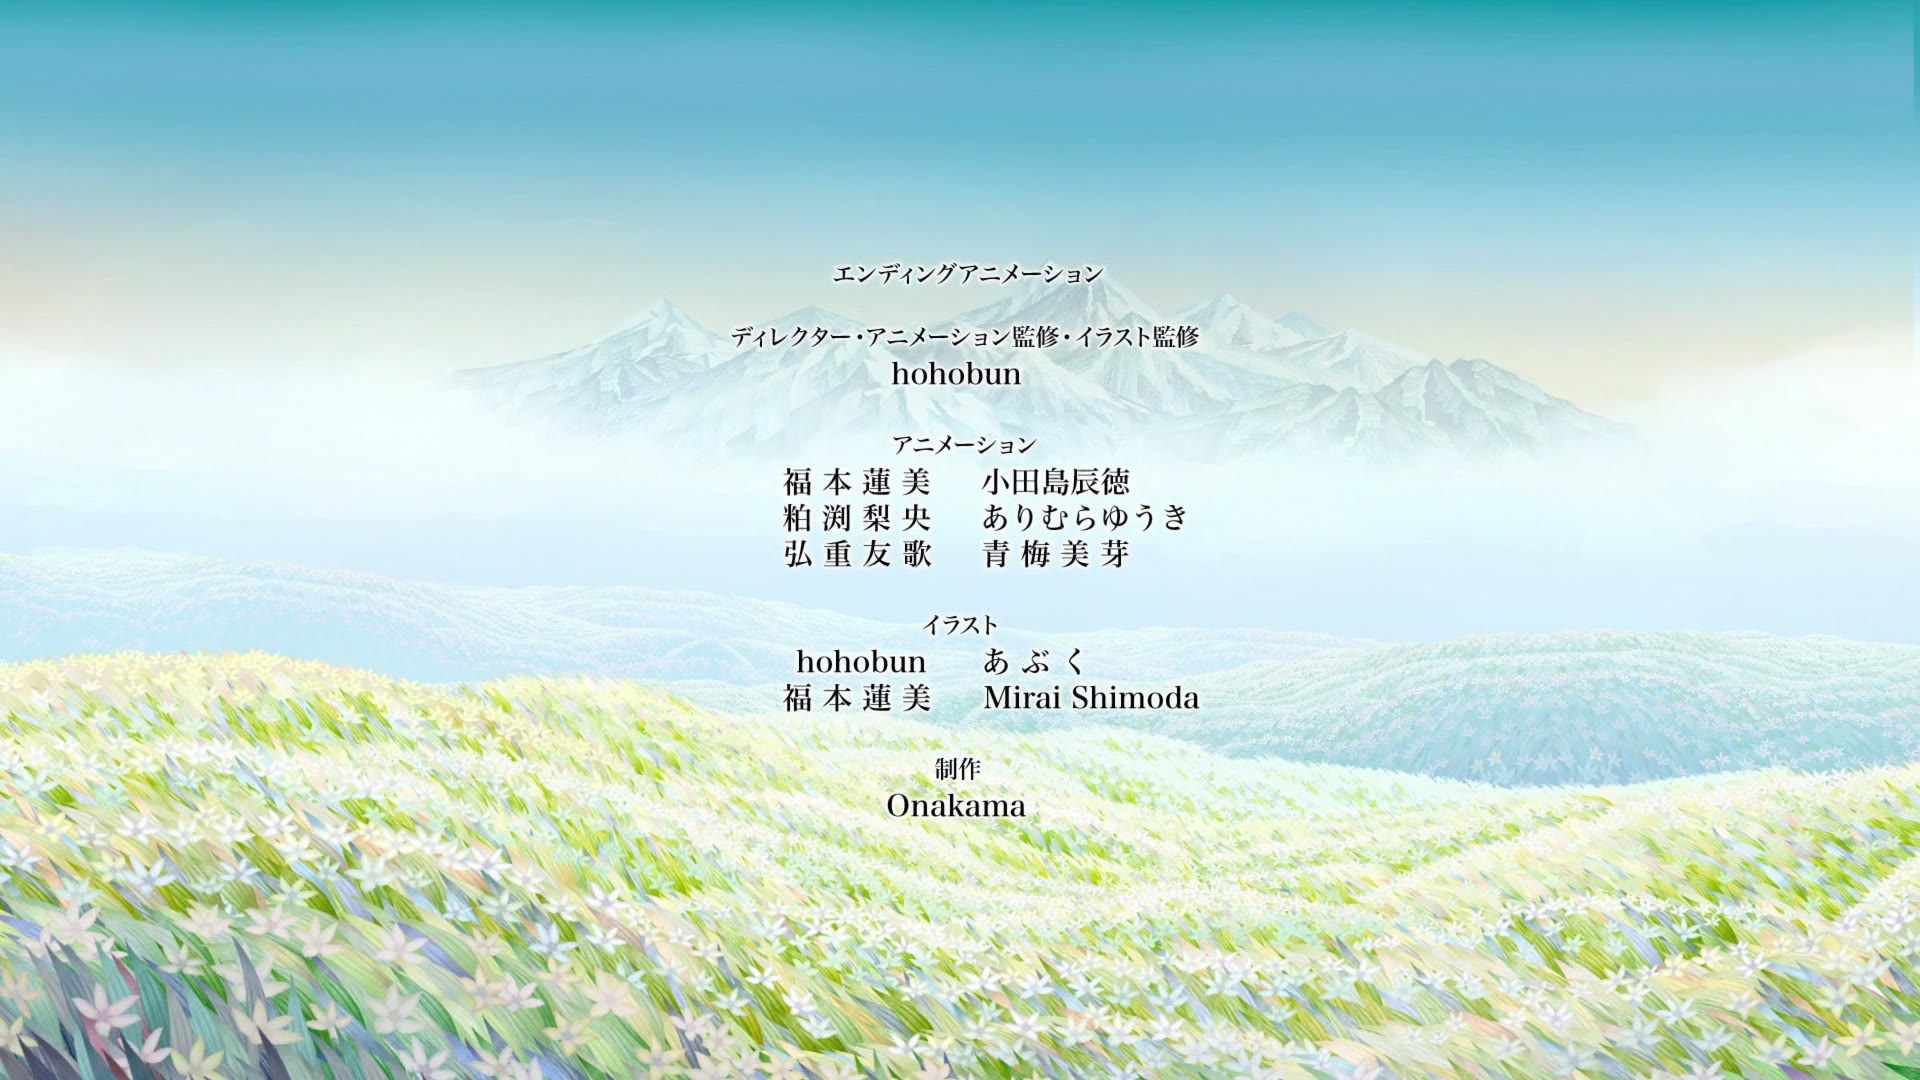 エンディングアニメーション
ディレクター・アニメーション監修・イラスト監修
hohobun
アニメーション
福本蓮美 小田島辰徳
粕渕梨央 ありむらゆうき
弘重友歌 青梅美芽
イラスト
hohobun あぶく
福本蓮美 Mirai Shimoda
制作
Onakama